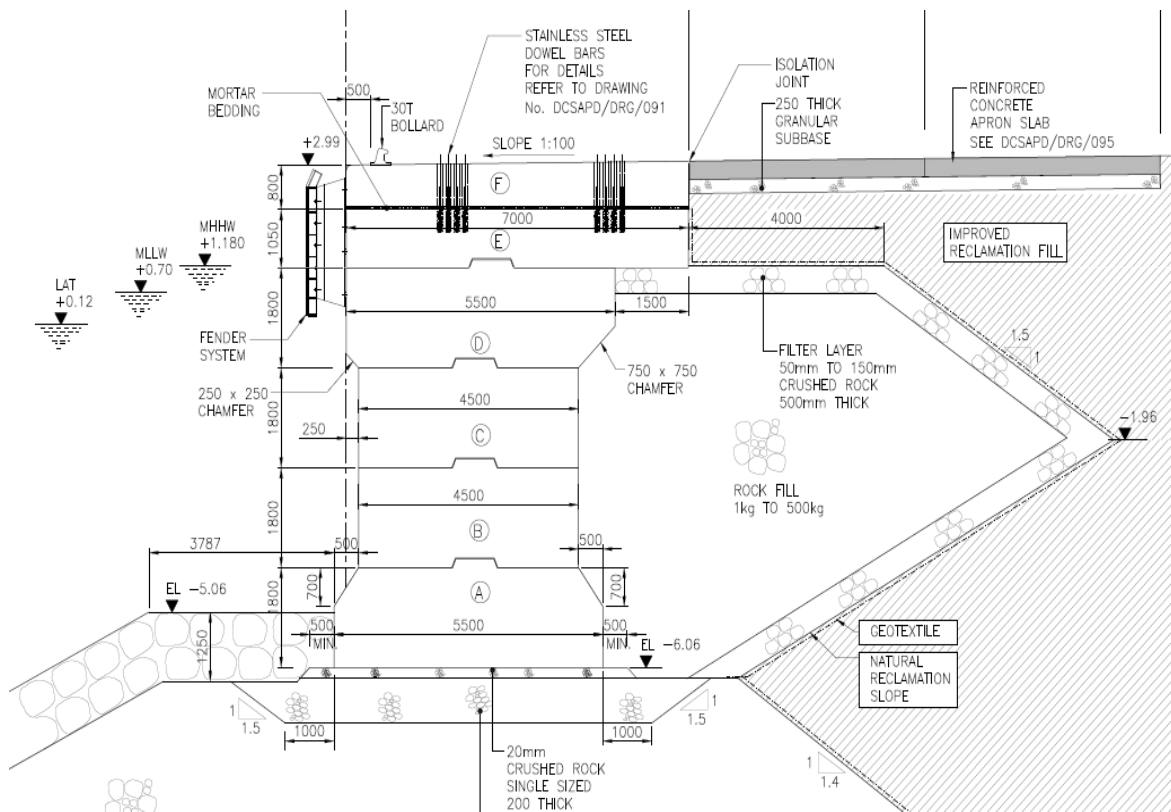 STAINLESS STEEL
DOWEL BARS
FOR DETAILS
REFER TO DRAWING
No. DCSAPD/DRG/091
ISOLATION
JOINT
250 THICK
GRANULAR
SUBBASE
REINFORCED
CONCRETE
APRON SLAB
SEE DCSAPD/DRG/095
MORTAR
BEDDING
500
30T
BOLLARD
SLOPE 1:100
+2.99
800
F
7000
4000
1050
E
IMPROVED
RECLAMATION FILL
MHHW
+1.180
MLLW
+0.70
LAT
+0.12
1800
5500
1500
FENDER
SYSTEM
D
250 x 250
CHAMFER
750 x 750
CHAMFER
FILTER LAYER
50mm TO 150mm
CRUSHED ROCK
500mm THICK
1.5
1
4500
1800
250
C
-1.96
4500
ROCK FILL
1kg TO 500kg
1800
B
3787
500
500
EL -5.06
700
1800
A
700
1250
500
MIN.
5500
500
MIN.
EL -6.06
GEOTEXTILE
NATURAL
RECLAMATION
SLOPE
1
1.5
1
1.5
1000
1000
20mm
CRUSHED ROCK
SINGLE SIZED
200 THICK
1
1.4